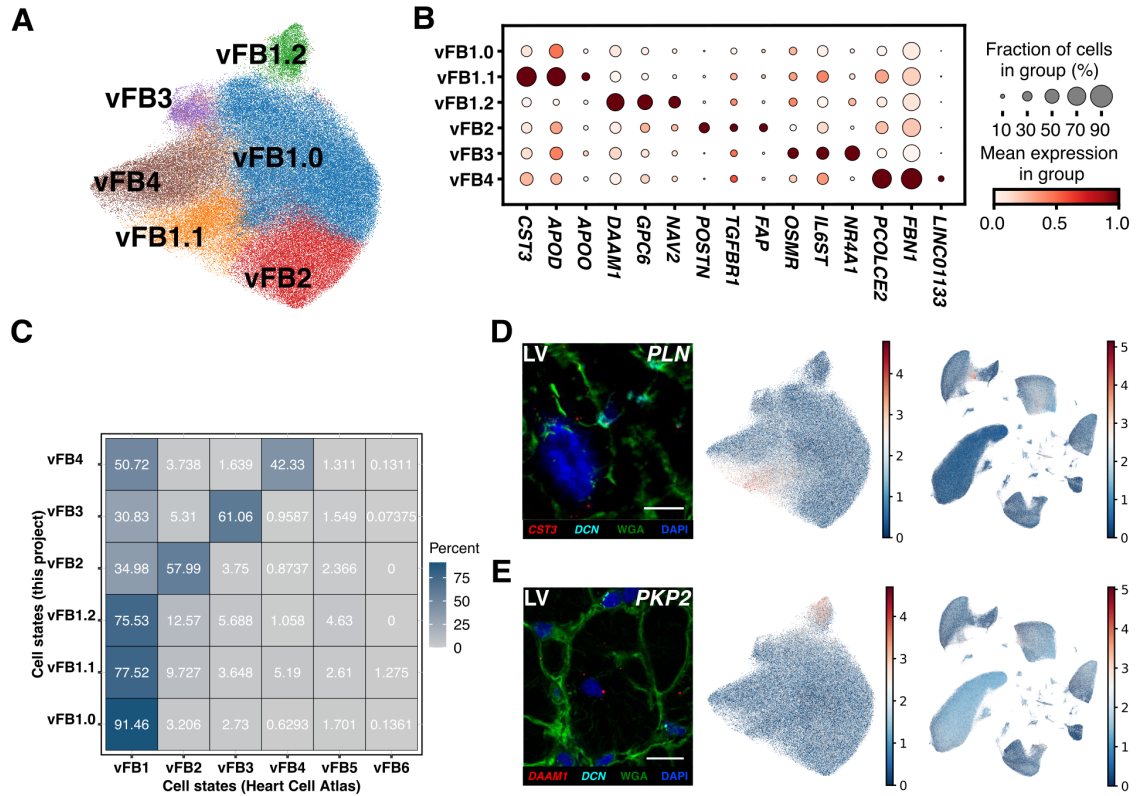 A
vFB1.2
vFB3
vFB1.0
vFB4
vFB1.1
vFB2
B
vFB1.0
vFB1.1
vFB1.2
vFB2
vFB3
vFB4
CST3 APOD APOO DAAM1 GPC6 NAV2 POSTN TGFBR1 FAP OSMR IL6ST NR4A1 PCOLCE2 FBN1 LINC01133
Fraction of cells
in group (%)
10 30 50 70 90
Mean expression
in group
0.0 0.5 1.0
C
Cell states (this project)
vFB4 50.72 3.738 1.639 42.33 1.311 0.1311
vFB3 30.83 5.31 61.06 0.9587 1.549 0.07375
vFB2 34.98 57.99 3.75 0.8737 2.366 0
vFB1.2 75.53 12.57 5.688 1.058 4.63 0
vFB1.1 77.52 9.727 3.648 5.19 2.61 1.275
vFB1.0 91.46 3.206 2.73 0.6293 1.701 0.1361
vFB1 vFB2 vFB3 vFB4 vFB5 vFB6
Cell states (Heart Cell Atlas)
Percent
75
50
25
0
D
LV PLN
CST3 DCN WGA DAPI
4
3
2
1
0
5
4
3
2
1
0
E
LV PKP2
DAAM1 DCN WGA DAPI
4
3
2
1
0
5
4
3
2
1
0